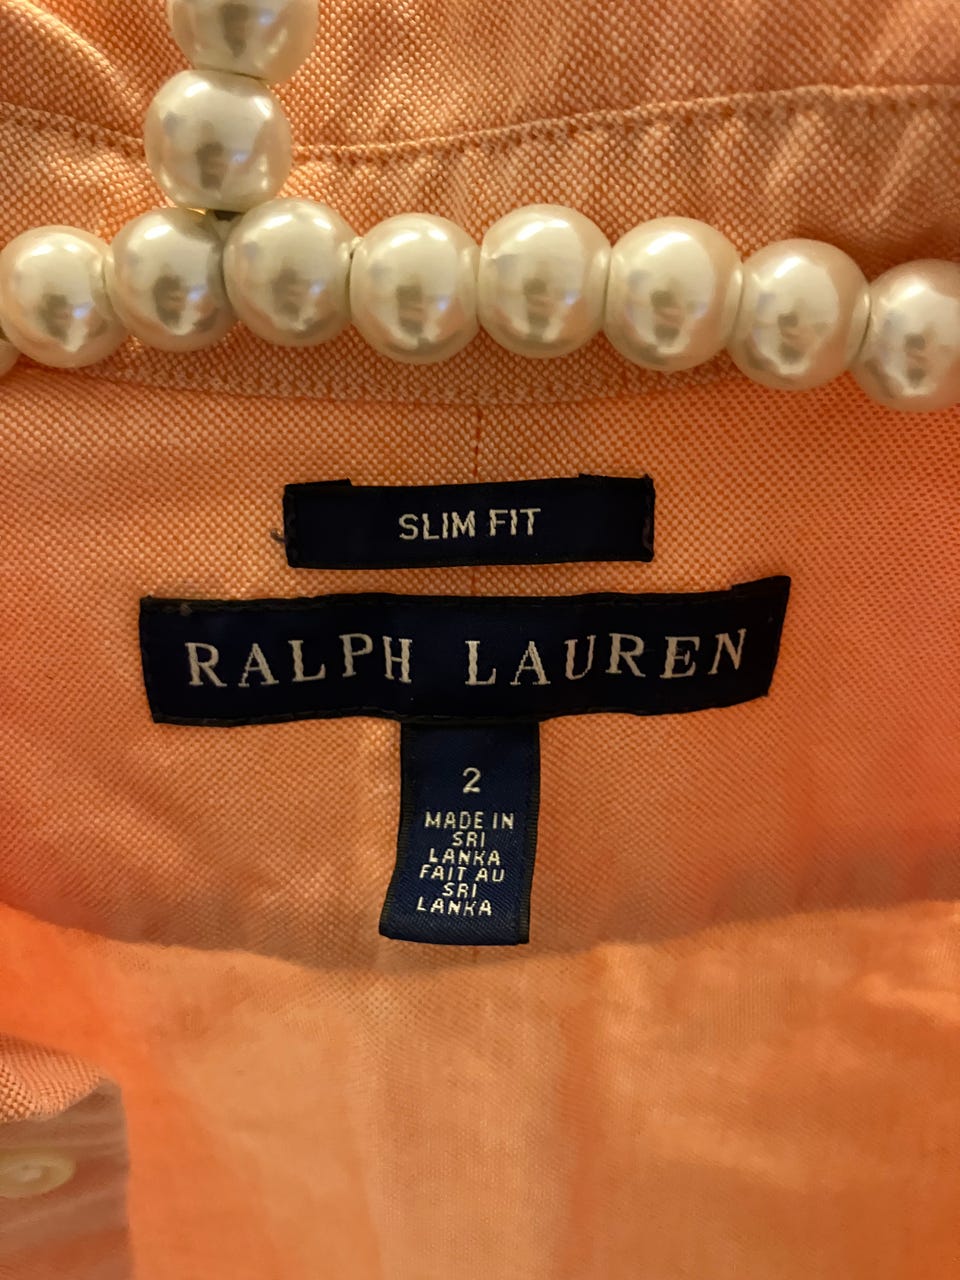 SLIM FIT
RALPH LAUREN
2
MADE IN
SRI
LANKA
FAIT AU
SRI
LANKA